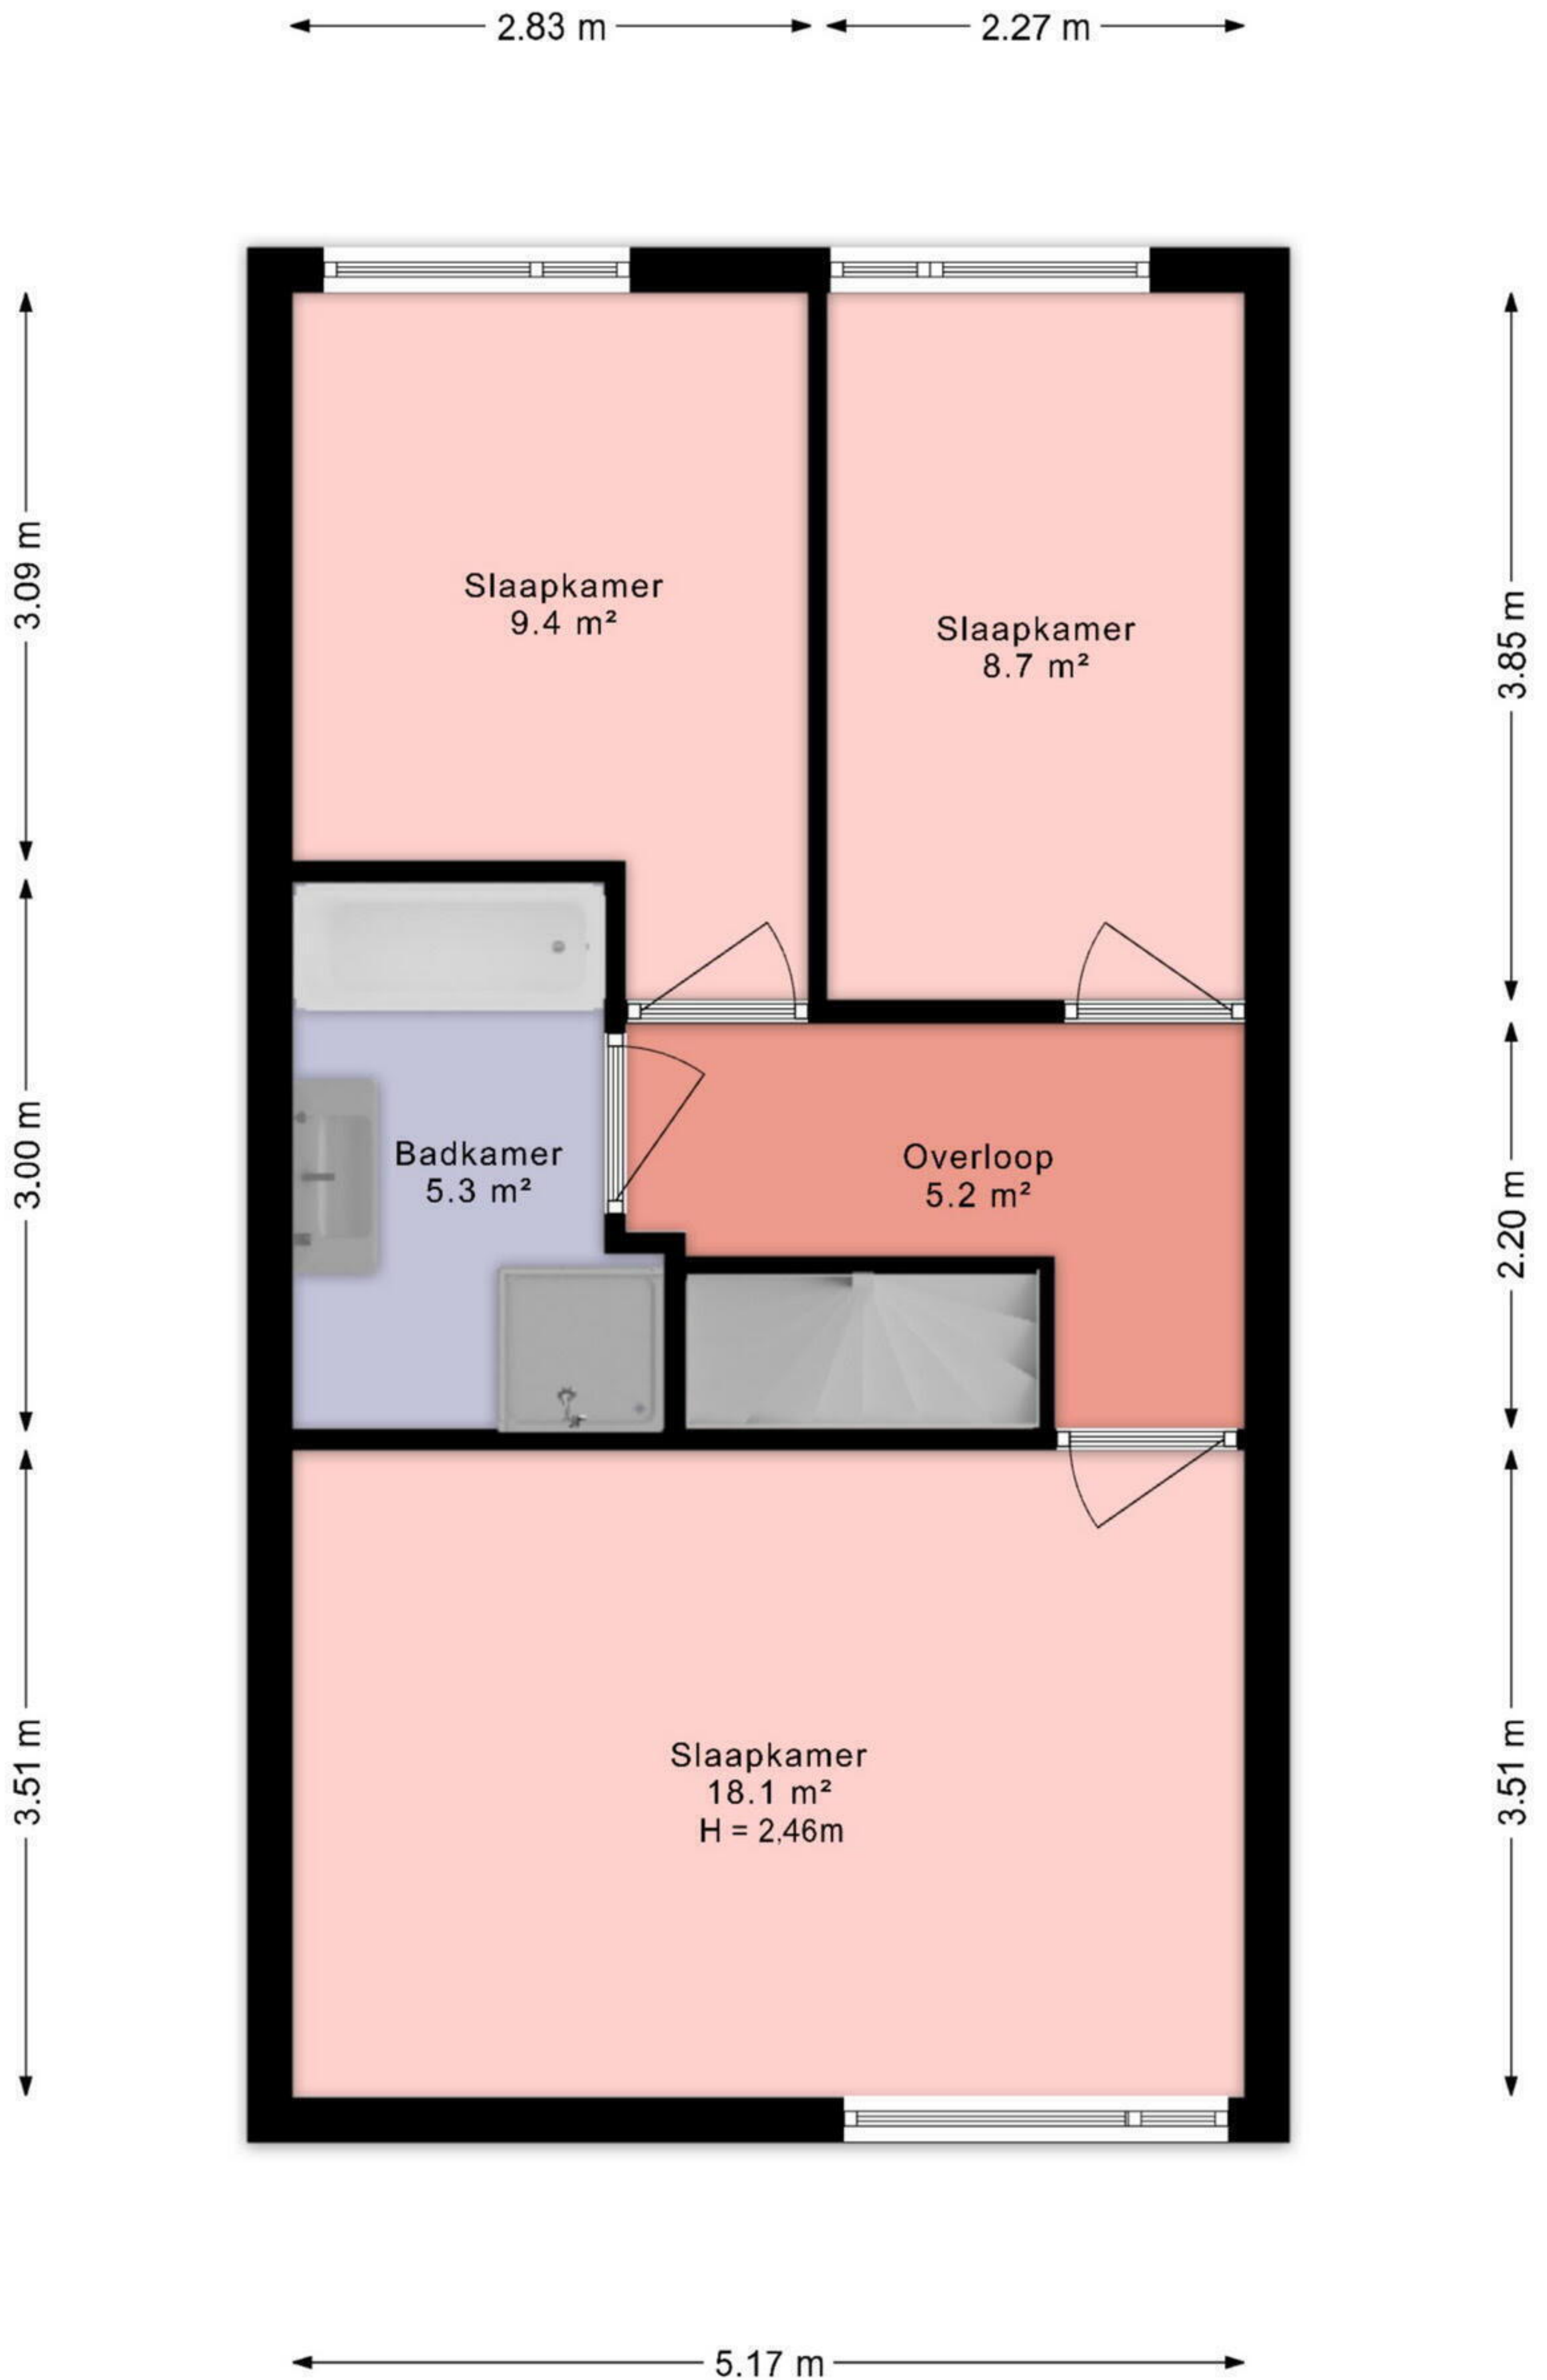 2.83 m
2.27 m
3.09 m
3.85 m
Slaapkamer
9.4 m²
Slaapkamer
8.7 m²
3.00 m
2.20 m
Badkamer
5.3 m²
Overloop
5.2 m²
3.51 m
3.51 m
Slaapkamer
18.1 m²
H = 2,46m
5.17 m